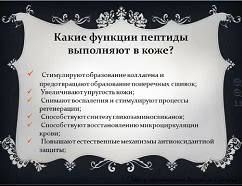 Какие функции пептиды
выполняют в коже?
Стимулируют образование коллагена и
предотвращают образование поперечных сшивок;
Увеличивают упругость кожи;
Снимают воспаления и стимулируют процессы
регенерации;
Способствуют синтезу гликозаминогликанов;
Способствуют восстановлению микроциркуляции
крови;
Повышают естественные механизмы антиоксидантной
защиты;